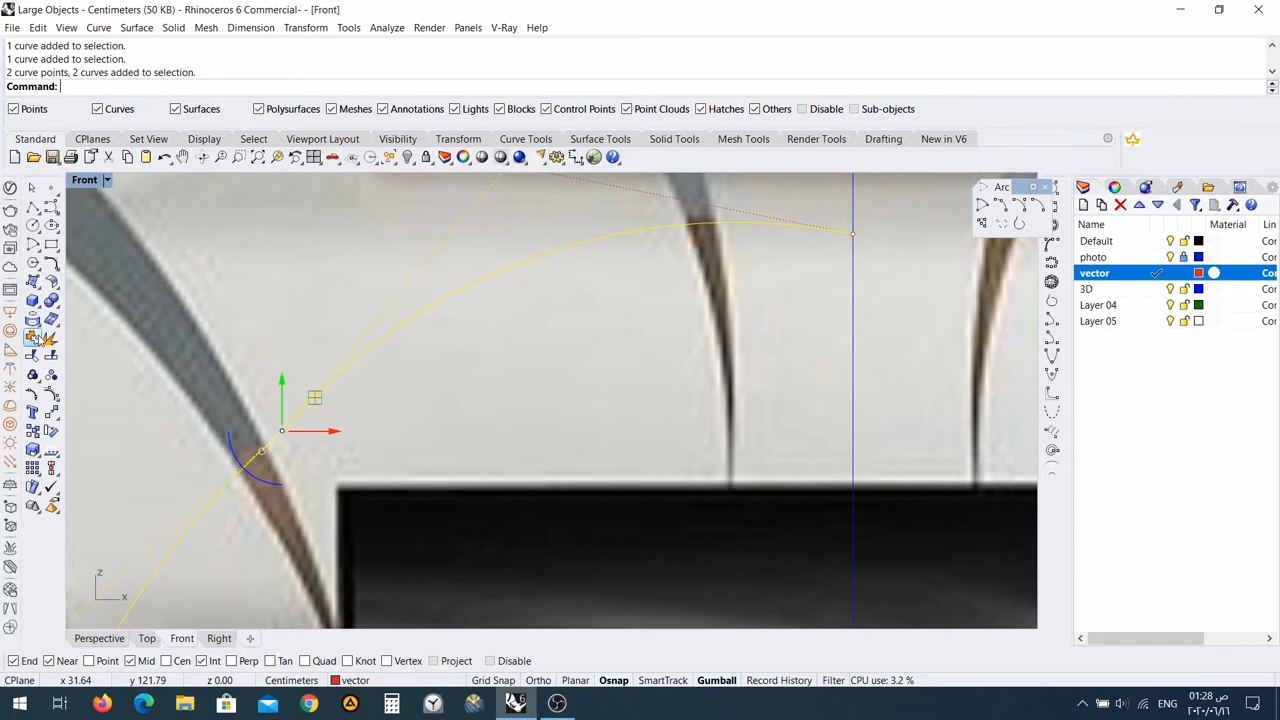 Large Objects - Centimeters (50 KB) - Rhinoceros 6 Commercial- - [Front]
File Edit View Curve Surface Solid Mesh Dimension Transform Tools Analyze Render Panels V-Ray Help
1 curve added to selection.
1 curve added to selection.
2 curve points, 2 curves added to selection.
Command:
Points Curves Surfaces Polysurfaces Meshes Annotations Lights Blocks Control Points Point Clouds Hatches Others Disable Sub-objects
Standard CPlanes Set View Display Select Viewport Layout Visibility Transform Curve Tools Surface Tools Solid Tools Mesh Tools Render Tools Drafting New in V6
Front
Arc
Name Material Lin
Default Cor
photo Cor
vector Cor
3D Cor
Layer 04 Cor
Layer 05 Cor
z
x
Perspective Top Front Right
End Near Point Mid Cen Int Perp Tan Quad Knot Vertex Project Disable
CPlane x 31.64 y 121.79 z 0.00 Centimeters vector Grid Snap Ortho Planar Osnap SmartTrack Gumball Record History Filter CPU use: 3.2 %
ENG
01:28 ص